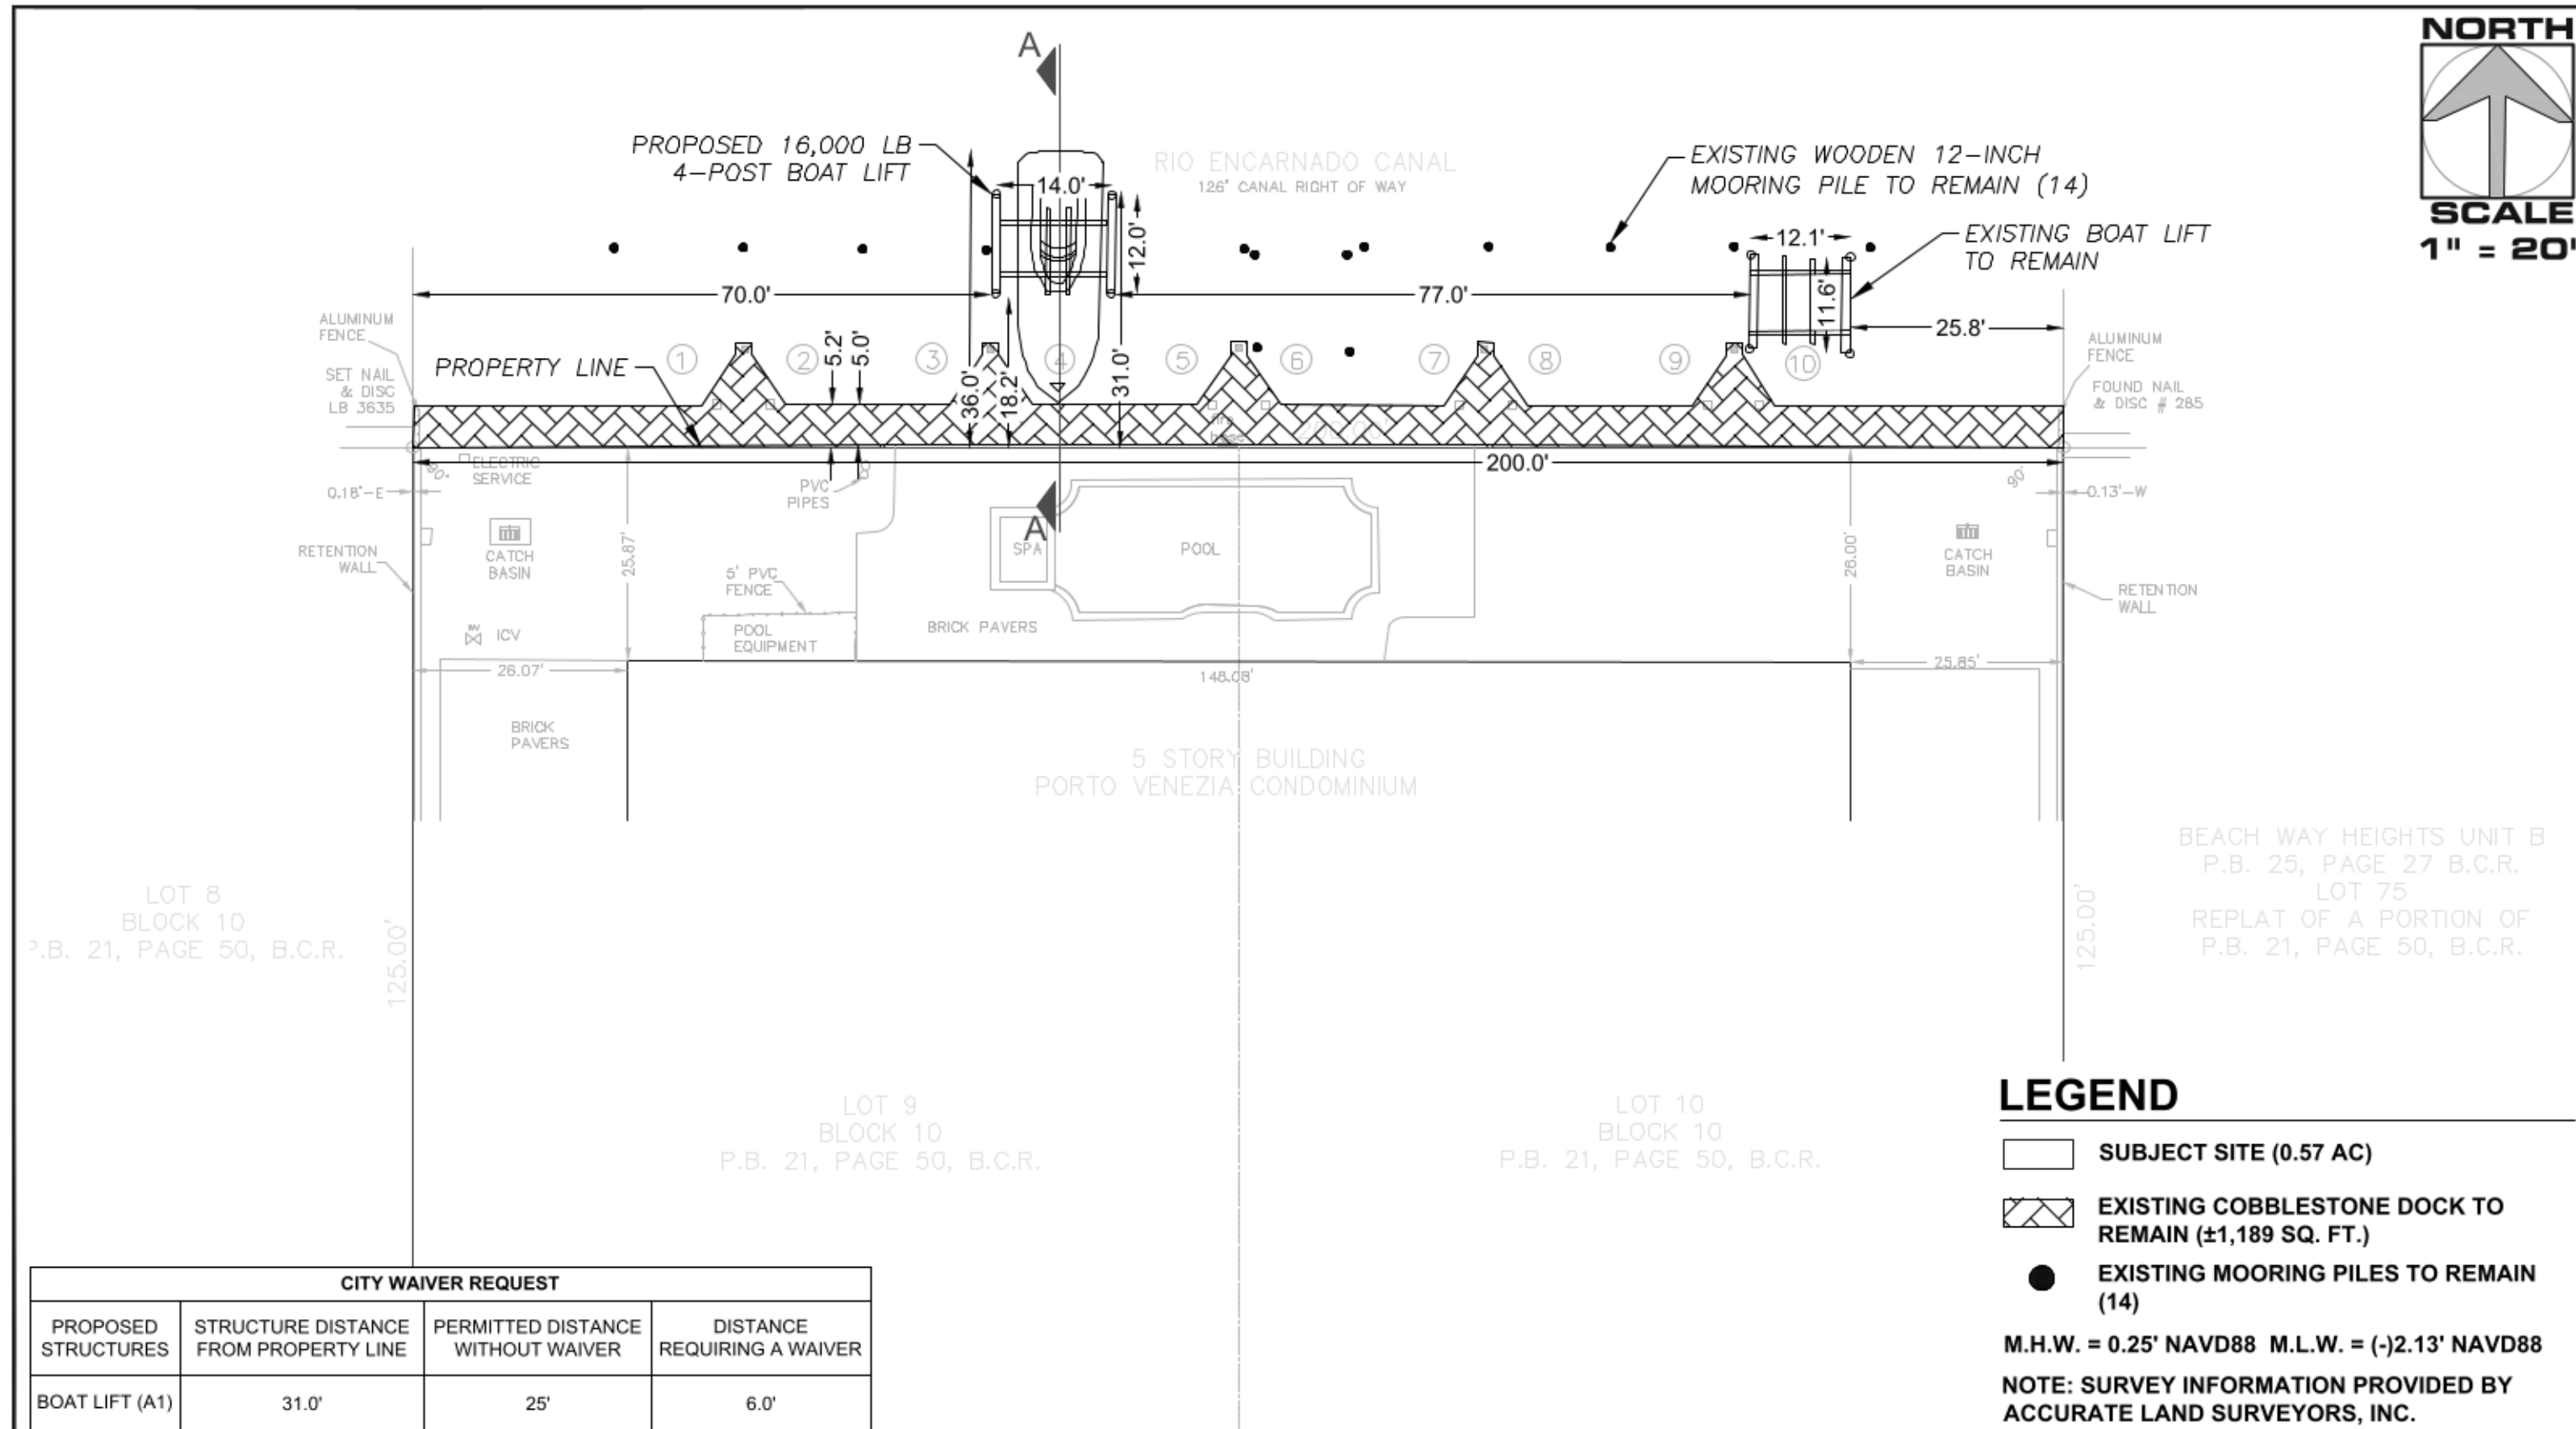 NORTH
SCALE
1" = 20'
A
PROPOSED 16,000 LB
4-POST BOAT LIFT
RIO ENCARNADO CANAL
126' CANAL RIGHT OF WAY
EXISTING WOODEN 12-INCH
MOORING PILE TO REMAIN (14)
EXISTING BOAT LIFT
TO REMAIN
14.0'
12.0'
12.1'
11.6'
70.0'
77.0'
25.8'
ALUMINUM
FENCE
SET NAIL
& DISC
LB 3635
PROPERTY LINE
1
2
5.2'
5.0'
3
36.0'
18.2'
4
31.0'
5
6
7
8
9
10
ALUMINUM
FENCE
FOUND NAIL
& DISC # 285
200.00'
200.0'
90°
ELECTRIC
SERVICE
0.18'-E
PVC
PIPES
A
90°
0.13'-W
RETENTION
WALL
CATCH
BASIN
25.87'
5' PVC
FENCE
SPA
POOL
26.00'
CATCH
BASIN
RETENTION
WALL
ICV
POOL
EQUIPMENT
BRICK PAVERS
26.07'
148.08'
25.85'
BRICK
PAVERS
5 STORY BUILDING
PORTO VENEZIA CONDOMINIUM
LOT 8
BLOCK 10
P.B. 21, PAGE 50, B.C.R.
125.00'
125.00'
BEACH WAY HEIGHTS UNIT B
P.B. 25, PAGE 27 B.C.R.
LOT 75
REPLAT OF A PORTION OF
P.B. 21, PAGE 50, B.C.R.
LOT 9
BLOCK 10
P.B. 21, PAGE 50, B.C.R.
LOT 10
BLOCK 10
P.B. 21, PAGE 50, B.C.R.
LEGEND
SUBJECT SITE (0.57 AC)
EXISTING COBBLESTONE DOCK TO
REMAIN (±1,189 SQ. FT.)
EXISTING MOORING PILES TO REMAIN
(14)
M.H.W. = 0.25' NAVD88 M.L.W. = (-)2.13' NAVD88
NOTE: SURVEY INFORMATION PROVIDED BY
ACCURATE LAND SURVEYORS, INC.
CITY WAIVER REQUEST
PROPOSED
STRUCTURES
STRUCTURE DISTANCE
FROM PROPERTY LINE
PERMITTED DISTANCE
WITHOUT WAIVER
DISTANCE
REQUIRING A WAIVER
BOAT LIFT (A1)
31.0'
25'
6.0'